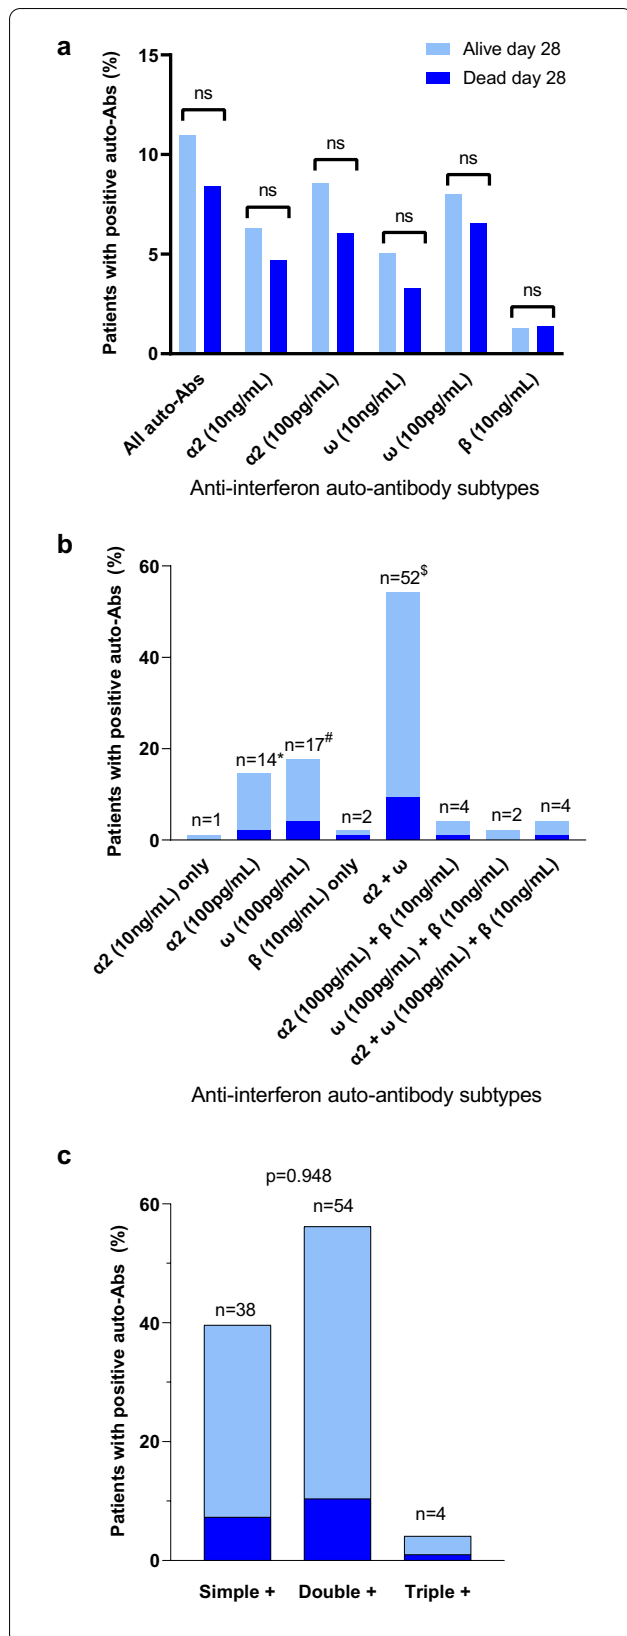 a
Patients with positive auto-Abs (%)
15
10
5
0
Alive day 28
Dead day 28
ns
ns
ns
ns
ns
ns
All auto-Abs
α2 (10ng/mL)
α2 (100pg/mL)
ω (10ng/mL)
ω (100pg/mL)
β (10ng/mL)
Anti-interferon auto-antibody subtypes
b
Patients with positive auto-Abs (%)
60
40
20
0
n=1
n=14*
n=17#
n=2
n=52$
n=4
n=2
n=4
α2 (10ng/mL) only
α2 (100pg/mL)
ω (100pg/mL)
β (10ng/mL) only
α2 + ω
α2 (100pg/mL) + β (10ng/mL)
ω (100pg/mL) + β (10ng/mL)
α2 + ω (100pg/mL) + β (10ng/mL)
Anti-interferon auto-antibody subtypes
c
Patients with positive auto-Abs (%)
p=0.948
60
40
20
0
n=38
n=54
n=4
Simple +
Double +
Triple +